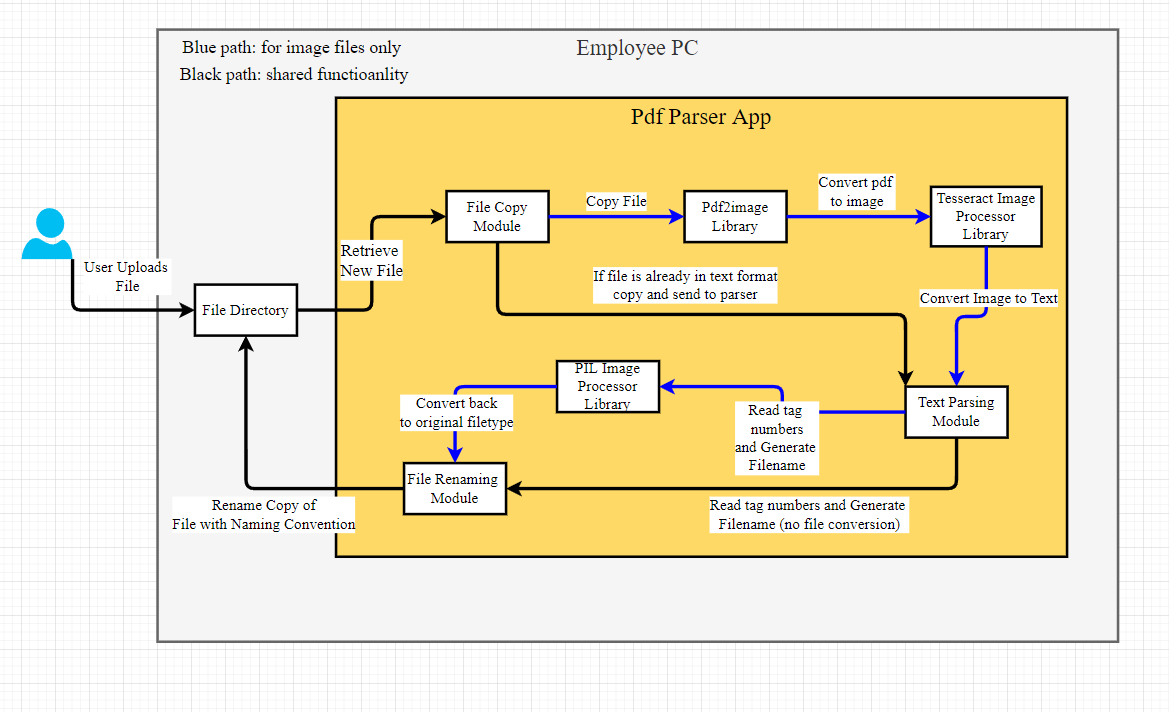 Blue path: for image files only
Black path: shared functioanlity
Employee PC
Pdf Parser App
File Copy
Module
Copy File
Pdf2image
Library
Convert pdf
to image
Tesseract Image
Processor
Library
User Uploads
File
File Directory
Retrieve
New File
If file is already in text format
copy and send to parser
Convert Image to Text
PIL Image
Processor
Library
Convert back
to original filetype
Read tag
numbers
and Generate
Filename
Text Parsing
Module
File Renaming
Module
Rename Copy of
File with Naming Convention
Read tag numbers and Generate
Filename (no file conversion)